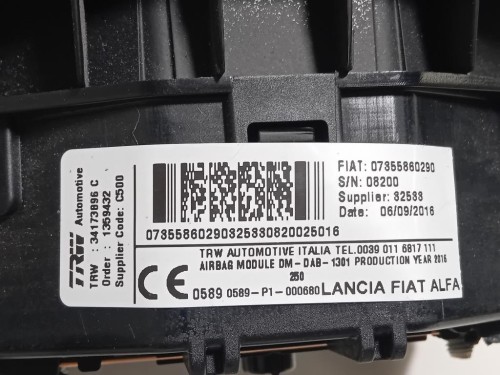 TRW Automotive
TRW : 34173896 C
Order : 1359432
Supplier Code: C500
FIAT: 07355860290
S/N: 08200
Supplier: 32533
Date: 06/09/2016
07355860290325330820025016
TRW AUTOMOTIVE ITALIA TEL.0039 011 6817 111
AIRBAG MODULE DM-DAB-1301 PRODUCTION YEAR 2016
250
CE 0589 0589-P1-000680 LANCIA FIAT ALFA